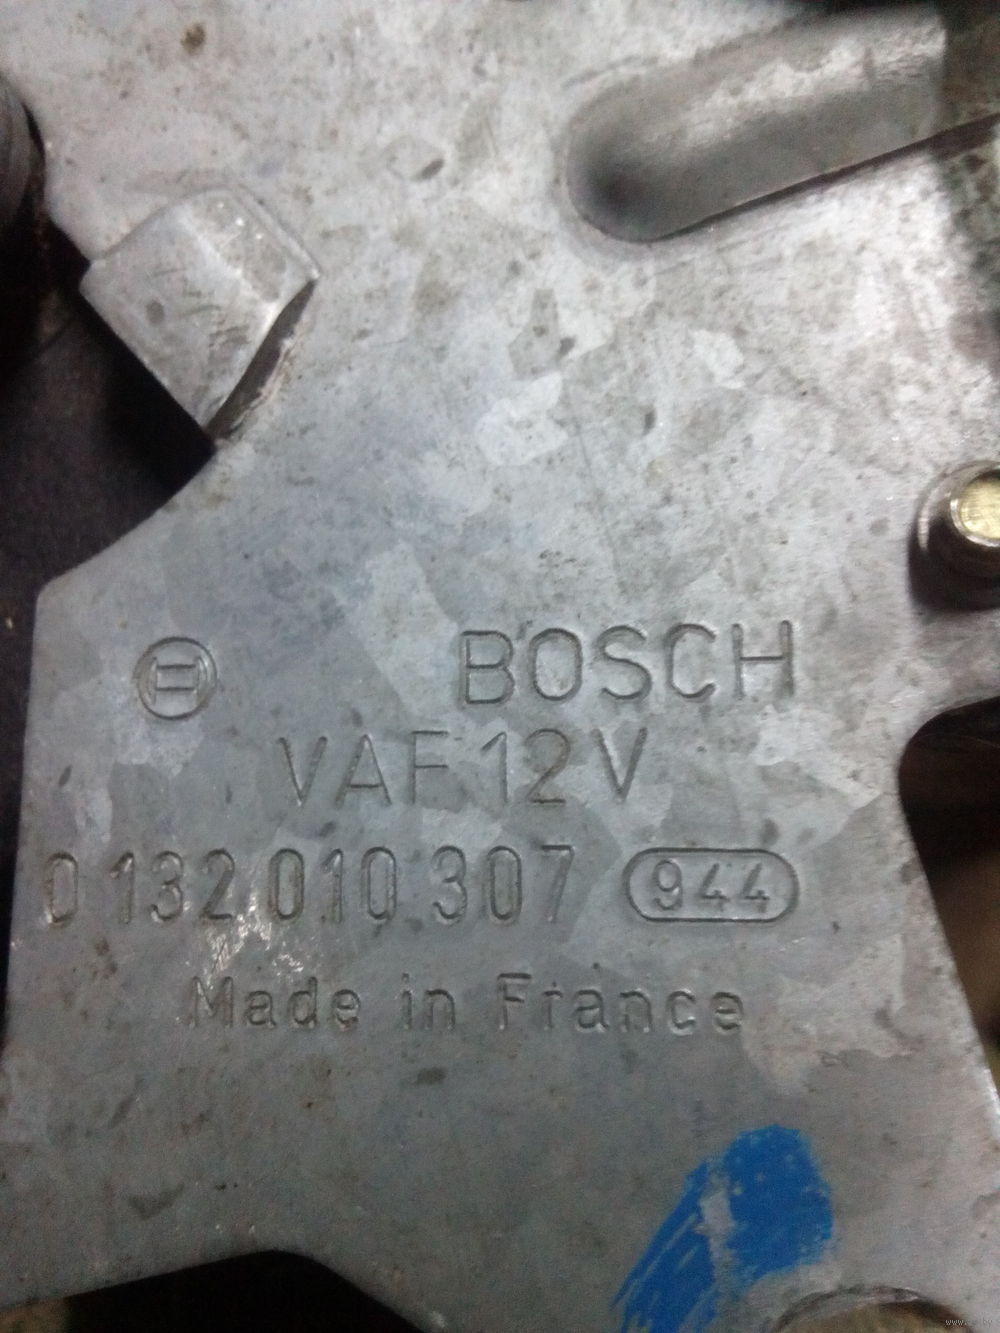 BOSCH
VAF 12 V
0 132 010 307 944
Made in France